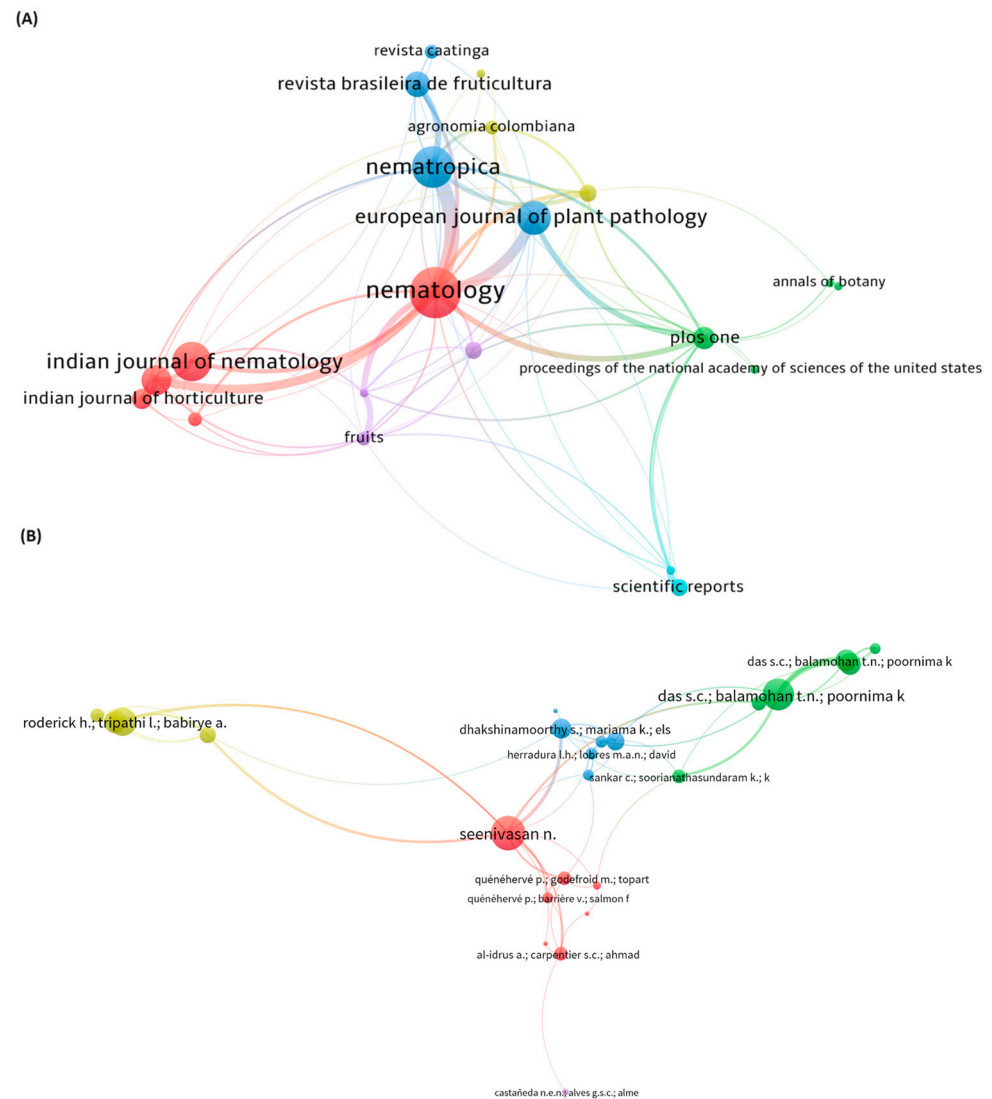 (A)
revista caatinga
revista brasileira de fruticultura
agronomia colombiana
nematropica
european journal of plant pathology
annals of botany
nematology
plos one
indian journal of nematology
proceedings of the national academy of sciences of the united states
indian journal of horticulture
fruits
(B)
scientific reports
das s.c.; balamohan t.n.; poornima k
das s.c.; balamohan t.n.; poornima k
roderick h.; tripathi l.; babirye a.
dhakshinamoorthy s.; mariama k.; els
herradura l.h.; lobres m.a.n.; david
sankar c.; soorianathasundaram k.; k
seenivasan n.
quénéhervé p.; godefroid m.; topart
quénéhervé p.; barrière v.; salmon f
al-idrus a.; carpentier s.c.; ahmad
castañeda n.e.n.; alves g.s.c.; alme